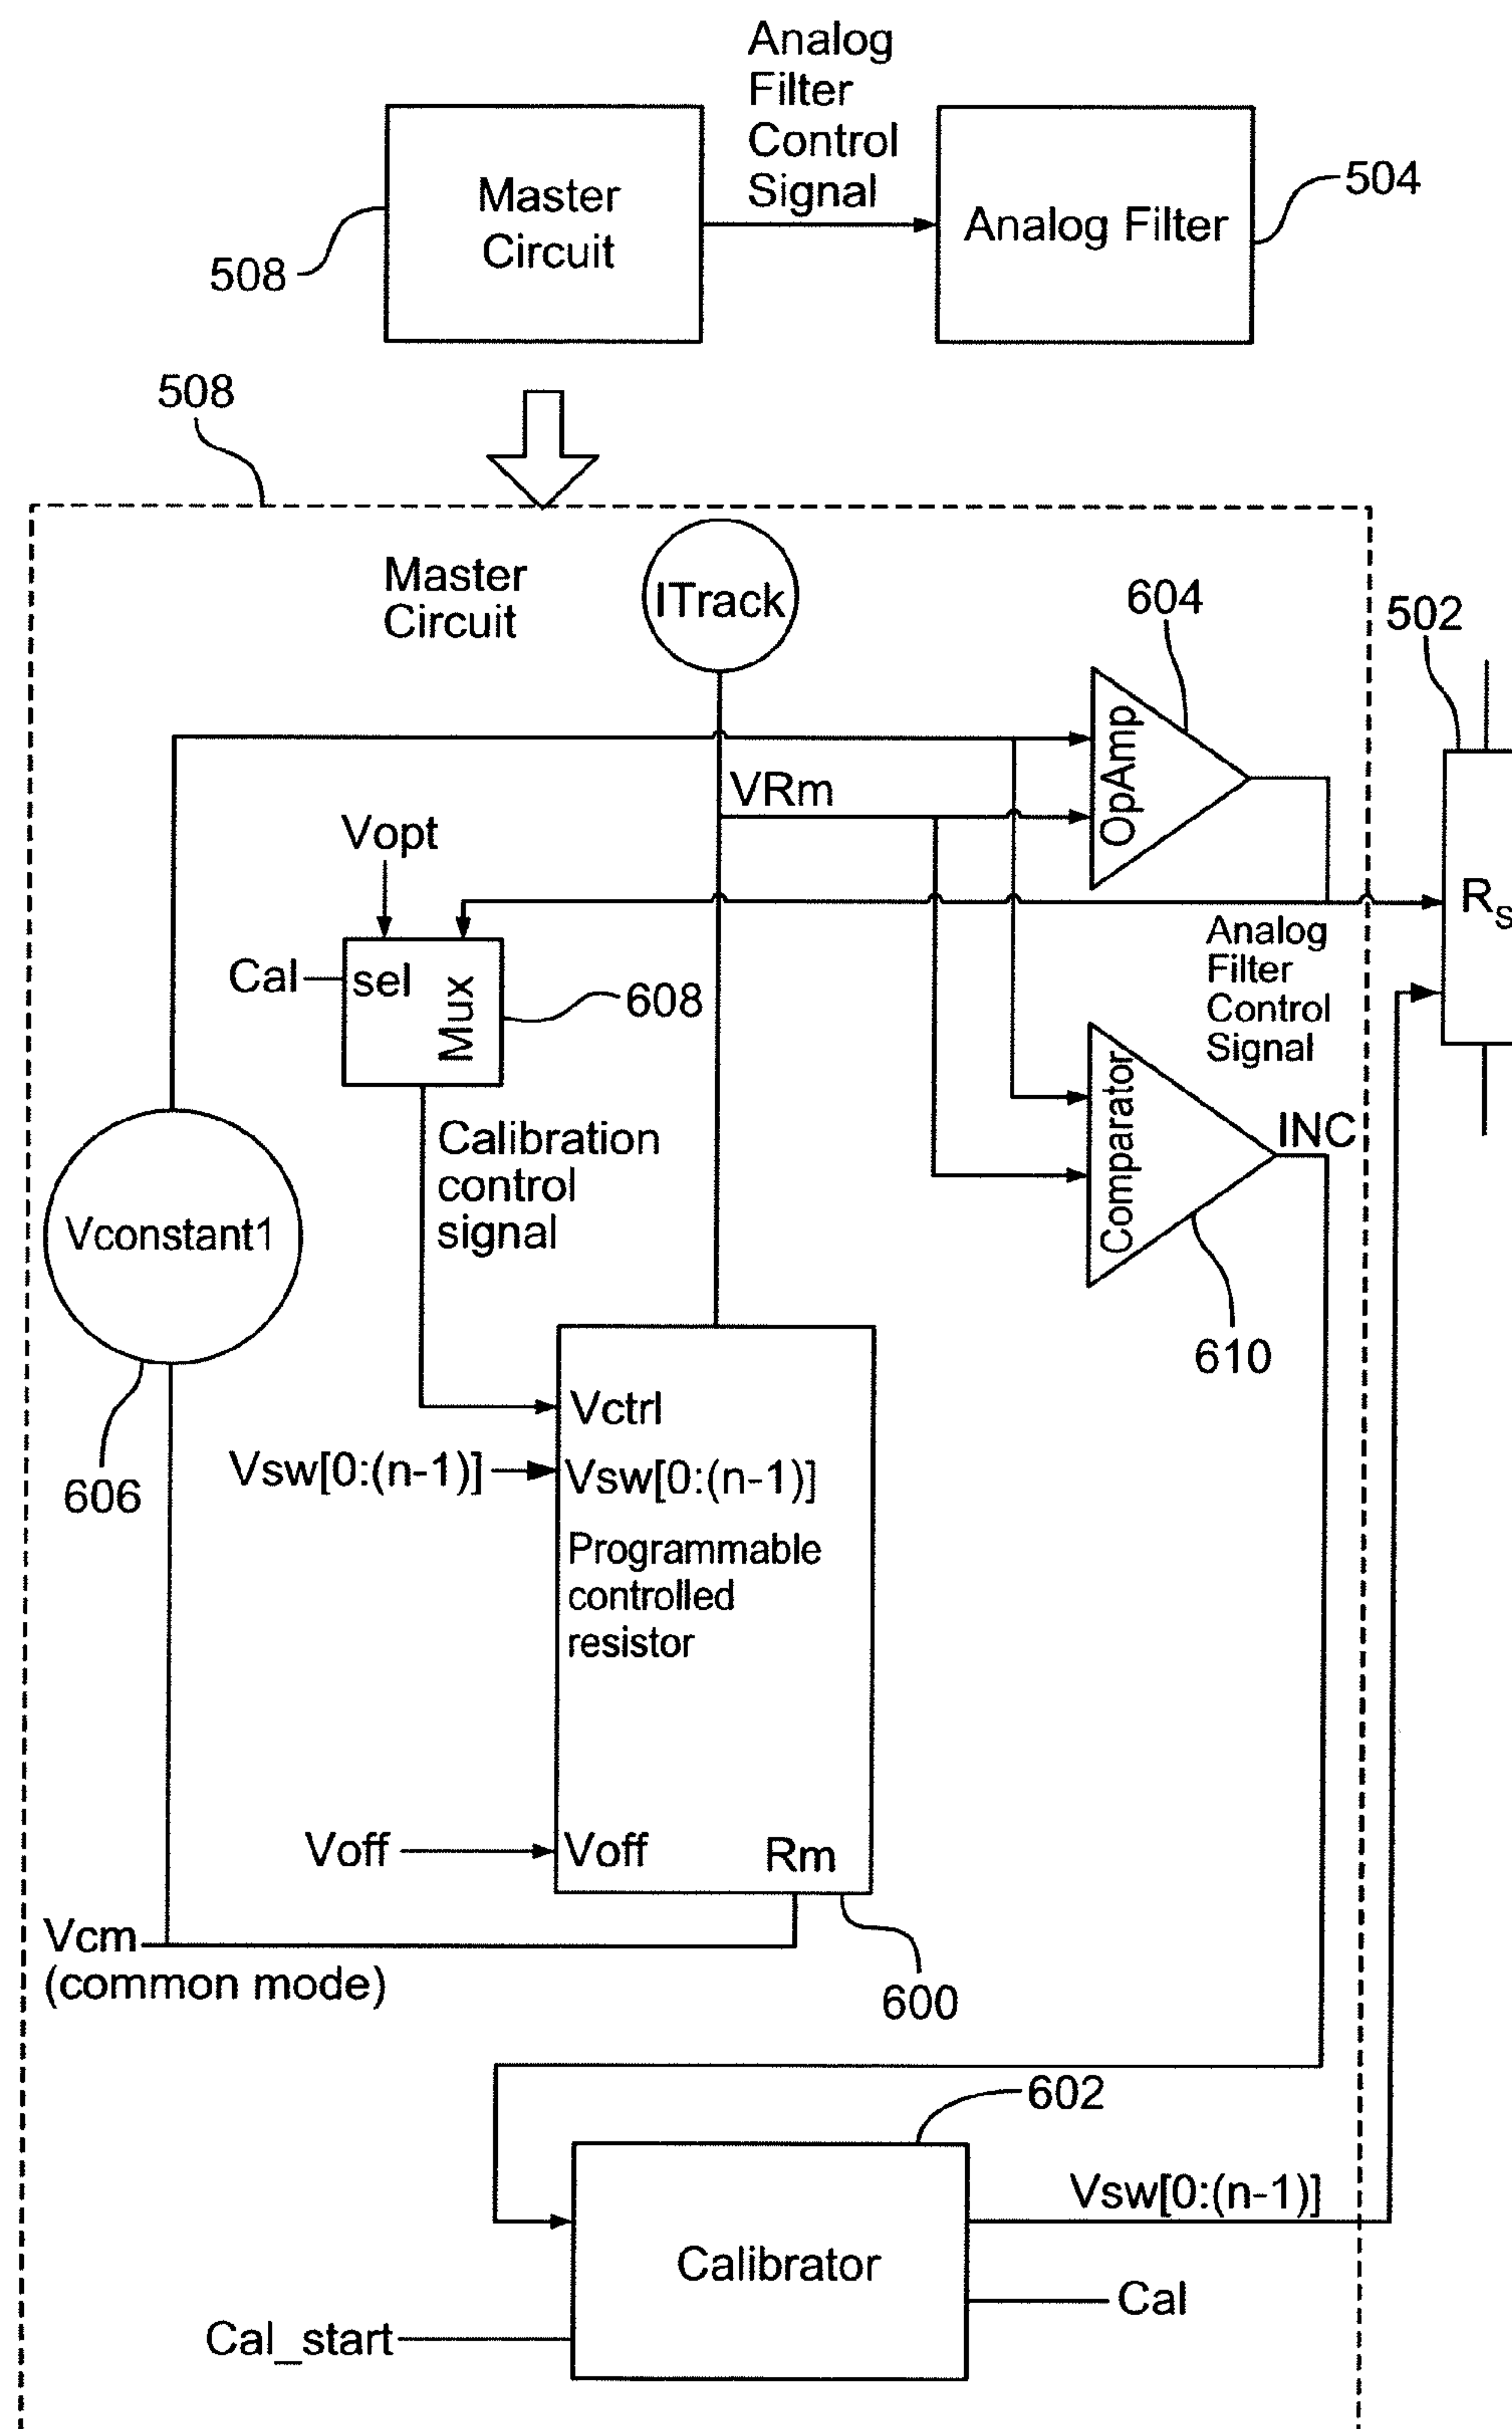 Analog
Filter
Control
Signal
Master
Circuit
Analog Filter
504
508
508
Master
Circuit
ITrack
604
502
OpAmp
VRm
Vopt
Rs
Cal
sel
Mux
608
Analog
Filter
Control
Signal
Comparator
INC
Calibration
control
signal
Vconstant1
610
606
Vctrl
Vsw[0:(n-1)]
Vsw[0:(n-1)]
Programmable
controlled
resistor
Voff
Voff
Rm
Vcm
(common mode)
600
602
Vsw[0:(n-1)]
Calibrator
Cal
Cal_start